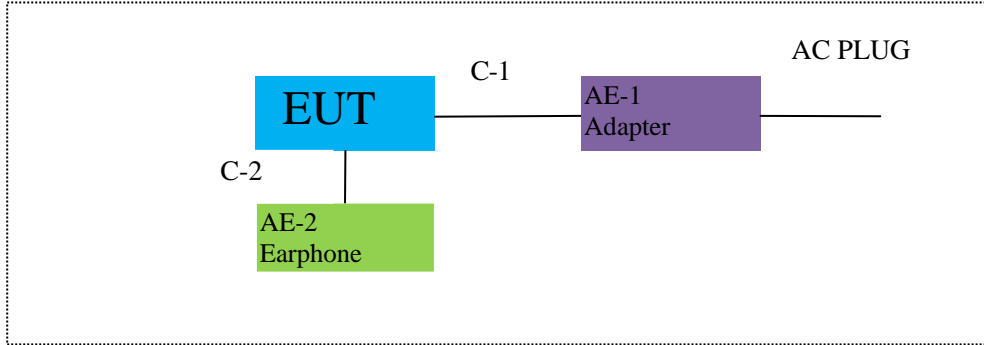 AC PLUG
C-1
EUT
AE-1
Adapter
C-2
AE-2
Earphone